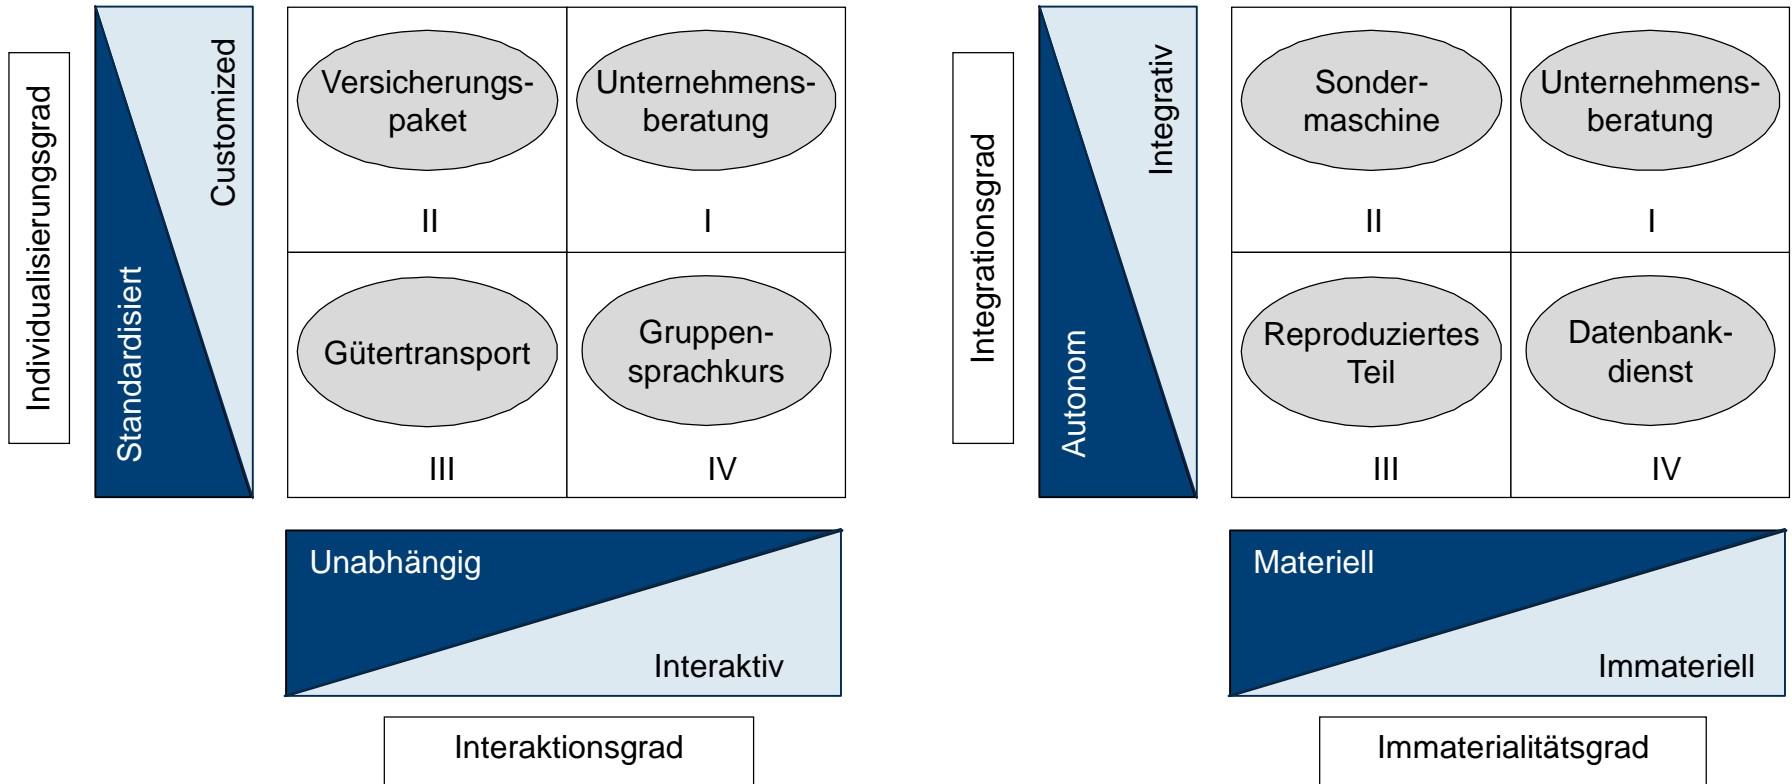 Individualisierungsgrad
Standardisiert
Customized
Versicherungs-
paket
II
Unternehmens-
beratung
I
Gütertransport
III
Gruppen-
sprachkurs
IV
Unabhängig
Interaktiv
Interaktionsgrad
Integrationsgrad
Autonom
Integrativ
Sonder-
maschine
II
Unternehmens-
beratung
I
Reproduziertes
Teil
III
Datenbank-
dienst
IV
Materiell
Immateriell
Immaterialitätsgrad